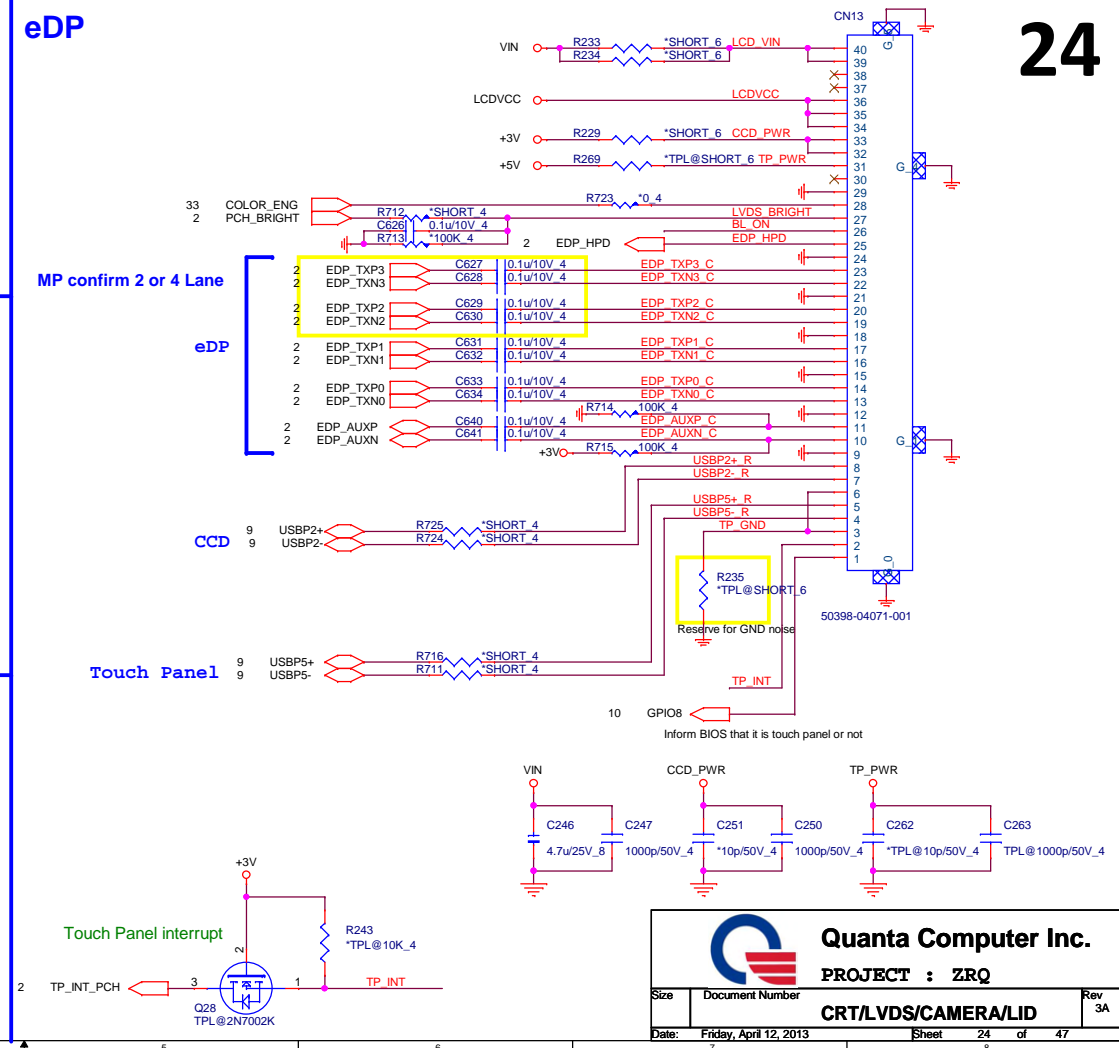 eDP
24
CN13
VIN
R233
*SHORT_6
LCD_VIN
R234
*SHORT_6
LCDVCC
LCDVCC
+3V
R229
*SHORT_6
CCD_PWR
+5V
R269
*TPL@SHORT_6
TP_PWR
33 COLOR_ENG
R723
*0_4
2 PCH_BRIGHT
R712
*SHORT_4
LVDS_BRIGHT
C626
0.1u/10V_4
BL_ON
R713
*100K_4
2 EDP_HPD
EDP_HPD
MP confirm 2 or 4 Lane
2 EDP_TXP3
C627
0.1u/10V_4
EDP_TXP3_C
2 EDP_TXN3
C628
0.1u/10V_4
EDP_TXN3_C
2 EDP_TXP2
C629
0.1u/10V_4
EDP_TXP2_C
2 EDP_TXN2
C630
0.1u/10V_4
EDP_TXN2_C
eDP
2 EDP_TXP1
C631
0.1u/10V_4
EDP_TXP1_C
2 EDP_TXN1
C632
0.1u/10V_4
EDP_TXN1_C
2 EDP_TXP0
C633
0.1u/10V_4
EDP_TXP0_C
2 EDP_TXN0
C634
0.1u/10V_4
EDP_TXN0_C
R714
100K_4
2 EDP_AUXP
C640
0.1u/10V_4
EDP_AUXP_C
2 EDP_AUXN
C641
0.1u/10V_4
EDP_AUXN_C
+3V
R715
100K_4
USBP2+_R
USBP2-_R
USBP5+_R
USBP5-_R
TP_GND
40
39
38
37
36
35
34
33
32
31
30
29
28
27
26
25
24
23
22
21
20
19
18
17
16
15
14
13
12
11
10
9
8
7
6
5
4
3
2
1
G_0
50398-04071-001
CCD
9 USBP2+
R725
*SHORT_4
9 USBP2-
R724
*SHORT_4
R235
*TPL@SHORT_6
Reserve for GND noise
Touch Panel
9 USBP5+
R716
*SHORT_4
9 USBP5-
R711
*SHORT_4
TP_INT
10 GPIO8
Inform BIOS that it is touch panel or not
VIN
CCD_PWR
TP_PWR
C246
4.7u/25V_8
C247
1000p/50V_4
C251
*10p/50V_4
C250
1000p/50V_4
C262
*TPL@10p/50V_4
C263
TPL@1000p/50V_4
+3V
Touch Panel interrupt
2
R243
*TPL@10K_4
2 TP_INT_PCH
3
1
TP_INT
Q28
TPL@2N7002K
Quanta Computer Inc.
PROJECT : ZRQ
Size
Document Number
Rev
CRT/LVDS/CAMERA/LID
3A
Date: Friday, April 12, 2013
Sheet 24 of 47